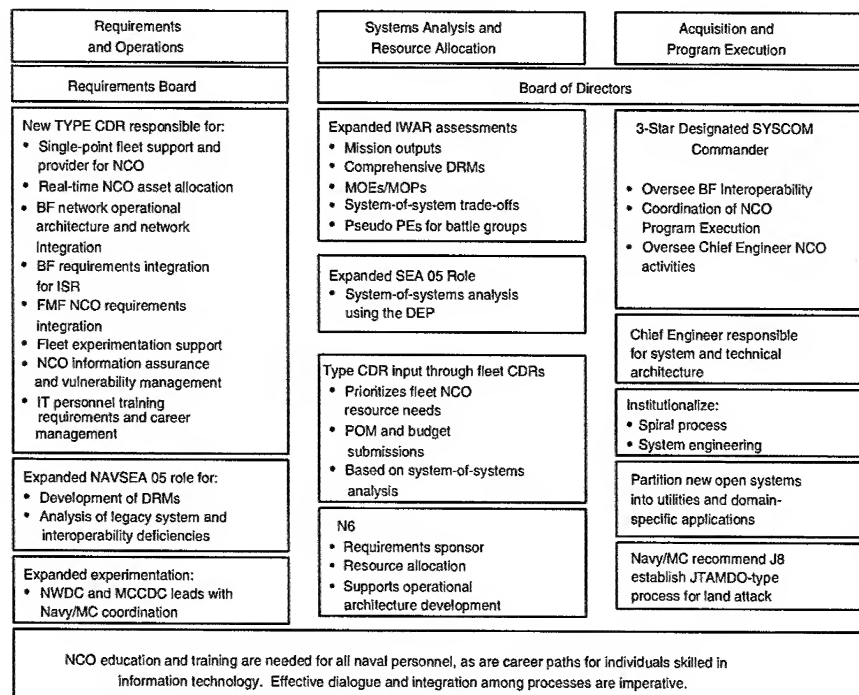 Requirements
and Operations
Systems Analysis and
Resource Allocation
Acquisition and
Program Execution
Requirements Board
Board of Directors
New TYPE CDR responsible for:
• Single-point fleet support and
provider for NCO
• Real-time NCO asset allocation
• BF network operational
architecture and network
Integration
• BF requirements integration
for ISR
• FMF NCO requirements
integration
• Fleet experimentation support
• NCO information assurance
and vulnerability management
• IT personnel training
requirements and career
management
Expanded NAVSEA 05 role for:
• Development of DRMs
• Analysis of legacy system and
interoperability deficiencies
Expanded experimentation:
• NWDC and MCCDC leads with
Navy/MC coordination
Expanded IWAR assessments
• Mission outputs
• Comprehensive DRMs
• MOEs/MOPs
• System-of-system trade-offs
• Pseudo PEs for battle groups
Expanded SEA 05 Role
• System-of-systems analysis
using the DEP
Type CDR input through fleet CDRs
• Prioritizes fleet NCO
resource needs
• POM and budget
submissions
• Based on system-of-systems
analysis
N6
• Requirements sponsor
• Resource allocation
• Supports operational
architecture development
3-Star Designated SYSCOM
Commander
• Oversee BF Interoperability
• Coordination of NCO
Program Execution
• Oversee Chief Engineer NCO
activities
Chief Engineer responsible
for system and technical
architecture
Institutionalize:
• Spiral process
• System engineering
Partition new open systems
into utilities and domain-
specific applications
Navy/MC recommend J8
establish JTAMDO-type
process for land attack
NCO education and training are needed for all naval personnel, as are career paths for individuals skilled in
information technology. Effective dialogue and integration among processes are imperative.